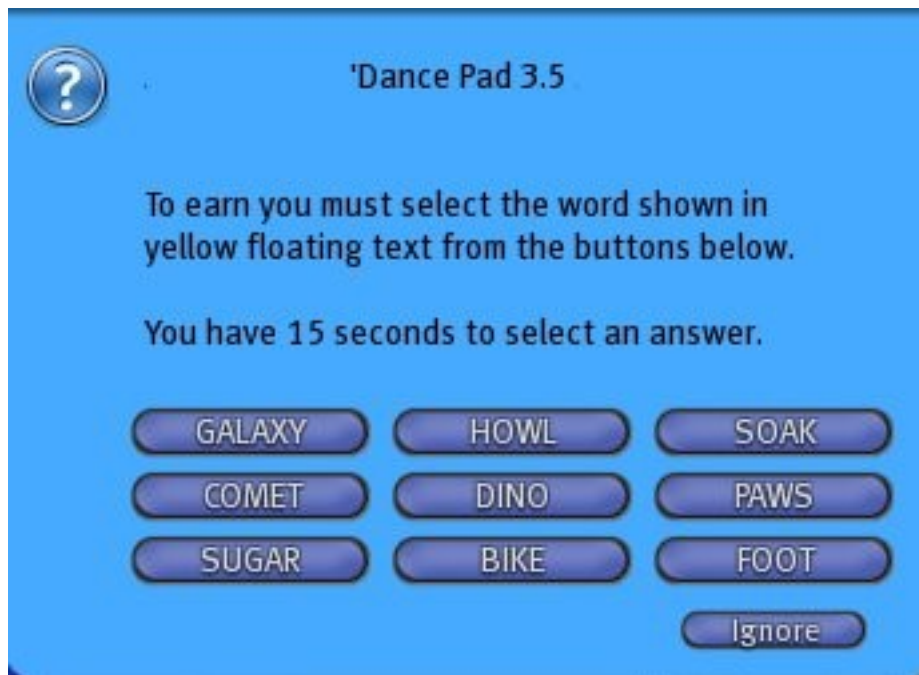 ?
'Dance Pad 3.5
To earn you must select the word shown in
yellow floating text from the buttons below.
You have 15 seconds to select an answer.
GALAXY HOWL SOAK
COMET DINO PAWS
SUGAR BIKE FOOT
Ignore